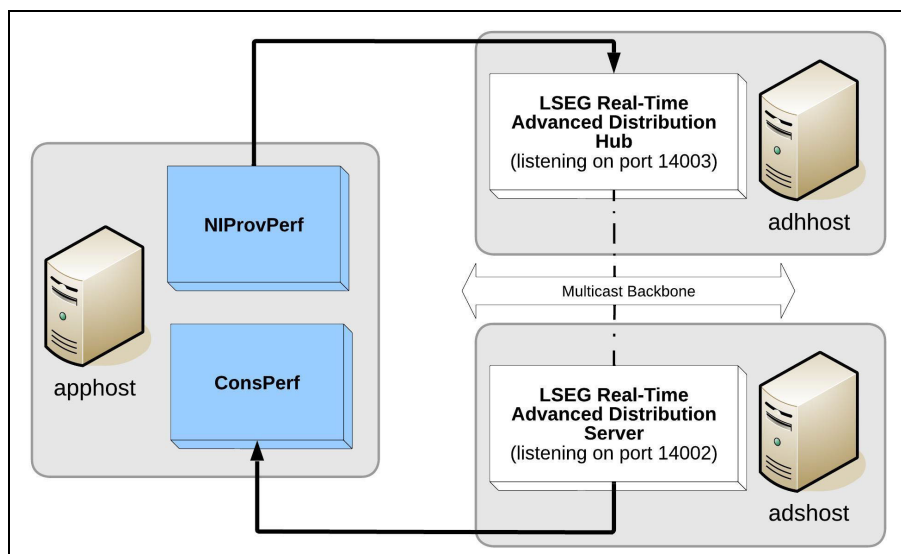 LSEG Real-Time
Advanced Distribution
Hub
(listening on port 14003)
adhhost
NIProvPerf
ConsPerf
apphost
Multicast Backbone
LSEG Real-Time
Advanced Distribution
Server
(listening on port 14002)
adshost